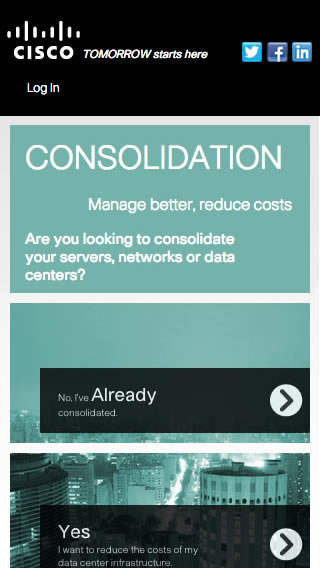 CISCO TOMORROW starts here
Log In
CONSOLIDATION
Manage better, reduce costs
Are you looking to consolidate
your servers, networks or data
centers?
No, I've Already
consolidated.
Yes
I want to reduce the costs of my
data center infrastructure.